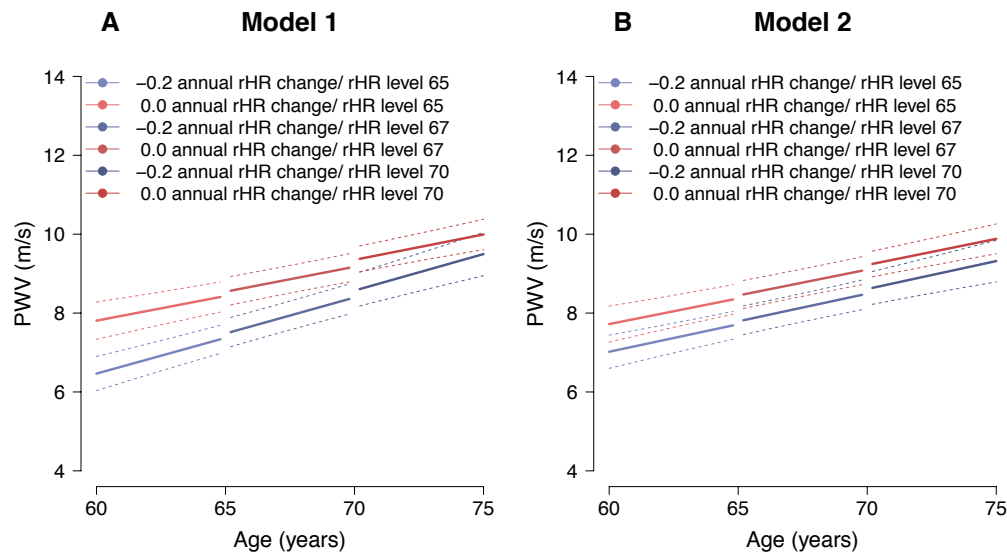 A Model 1
−0.2 annual rHR change/ rHR level 65
0.0 annual rHR change/ rHR level 65
−0.2 annual rHR change/ rHR level 67
0.0 annual rHR change/ rHR level 67
−0.2 annual rHR change/ rHR level 70
0.0 annual rHR change/ rHR level 70
PWV (m/s)
14
12
10
8
6
4
60 65 70 75
Age (years)
B Model 2
−0.2 annual rHR change/ rHR level 65
0.0 annual rHR change/ rHR level 65
−0.2 annual rHR change/ rHR level 67
0.0 annual rHR change/ rHR level 67
−0.2 annual rHR change/ rHR level 70
0.0 annual rHR change/ rHR level 70
PWV (m/s)
14
12
10
8
6
4
60 65 70 75
Age (years)